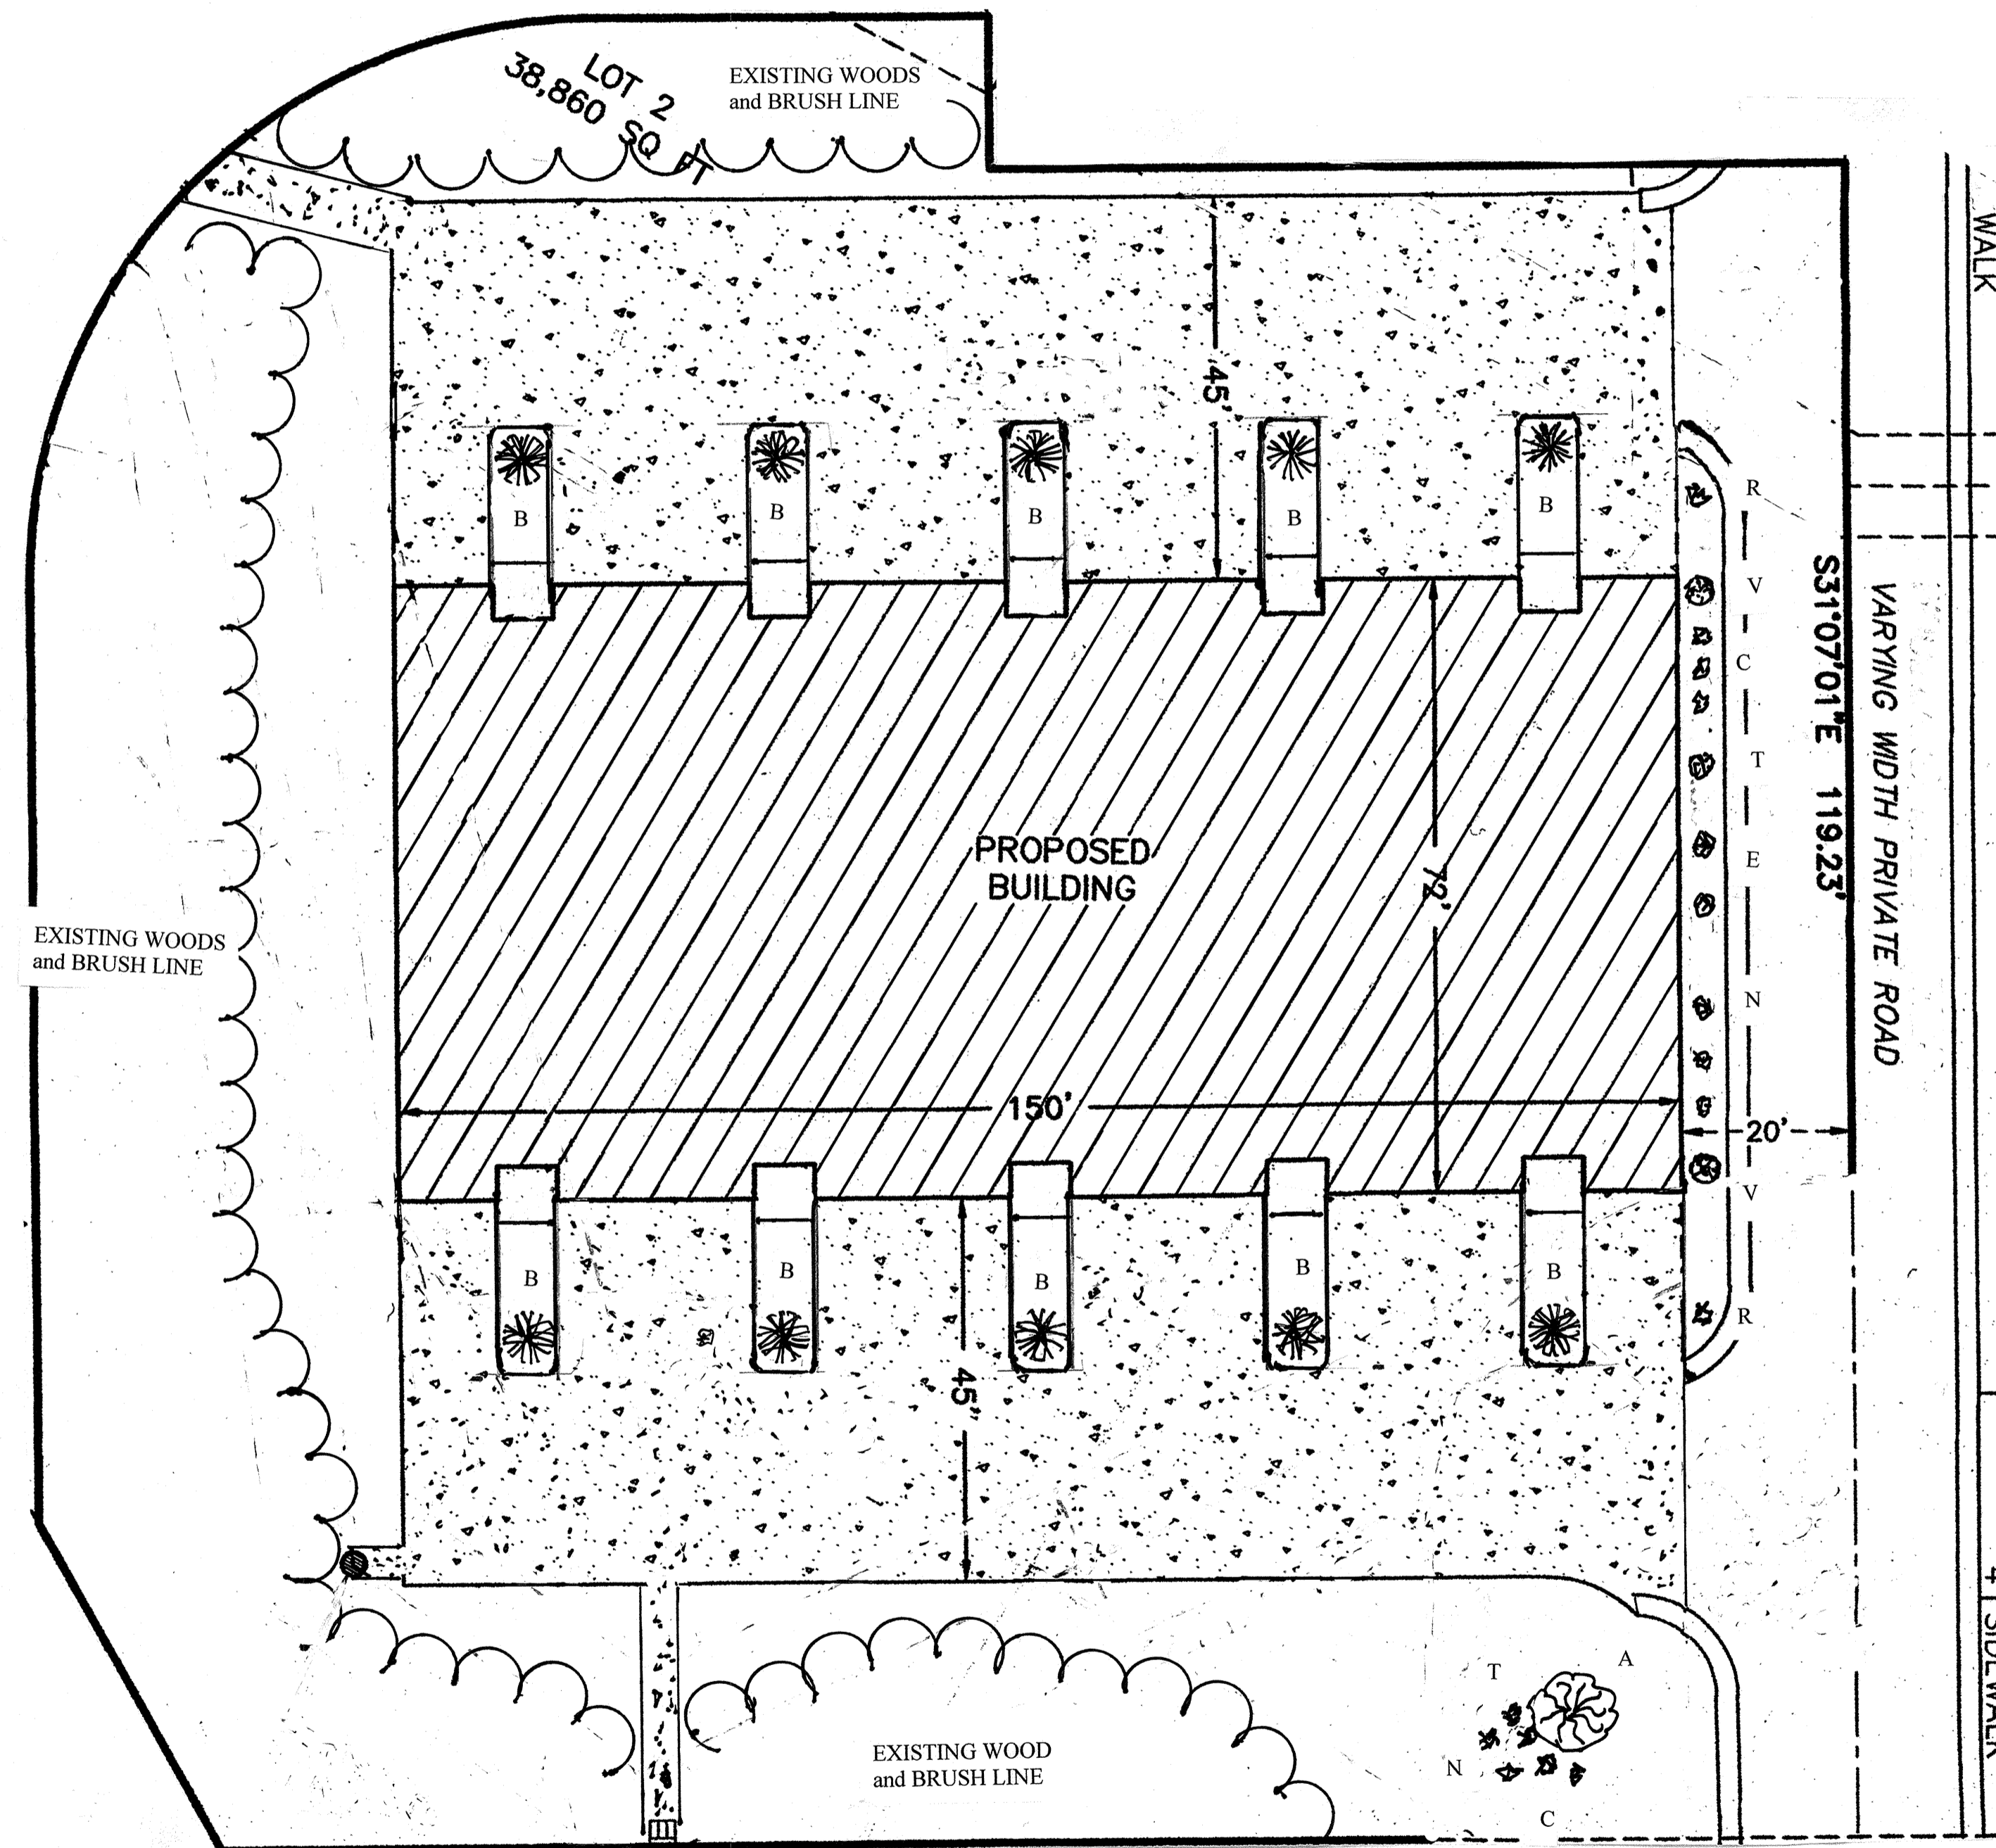 LOT 2
38,860 SQ FT
EXISTING WOODS
and BRUSH LINE
WALK
45'
B
B
B
B
B
R
V
C
T
E
N
V
R
S31°07'01"E 119.23'
VARYING WIDTH PRIVATE ROAD
PROPOSED
BUILDING
72'
EXISTING WOODS
and BRUSH LINE
150'
20'
B
B
B
B
B
45'
4' SIDEWALK
T
A
N
C
EXISTING WOOD
and BRUSH LINE